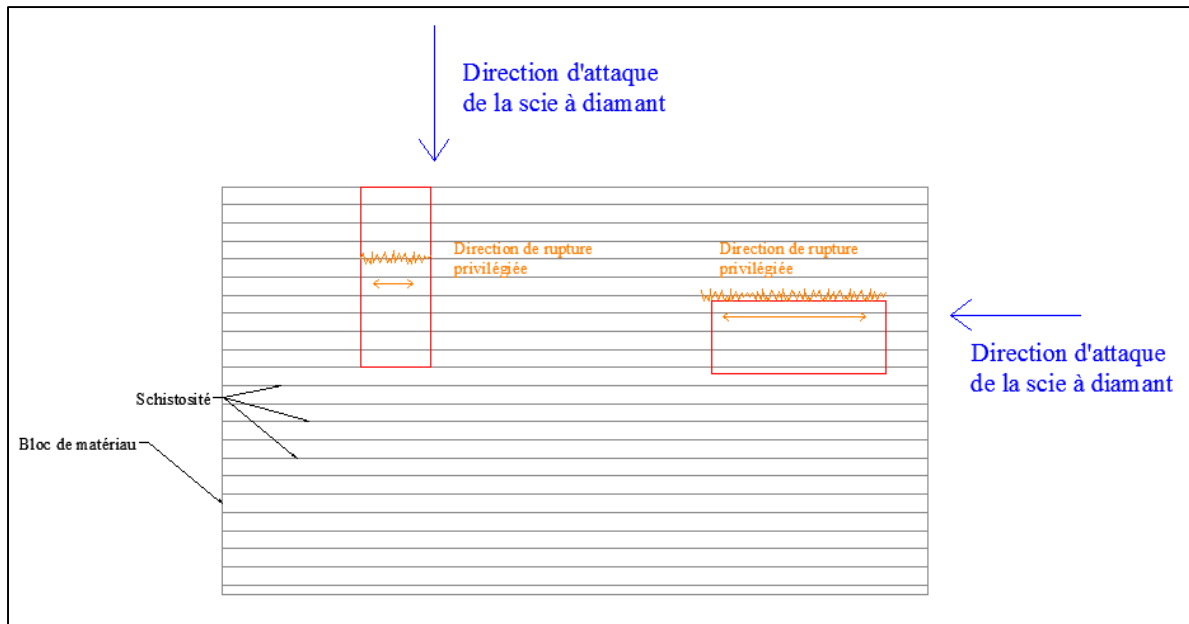 Direction d'attaque
de la scie à diamant
Direction de rupture
privilégiée
Direction de rupture
privilégiée
Direction d'attaque
de la scie à diamant
Schistosité
Bloc de matériau